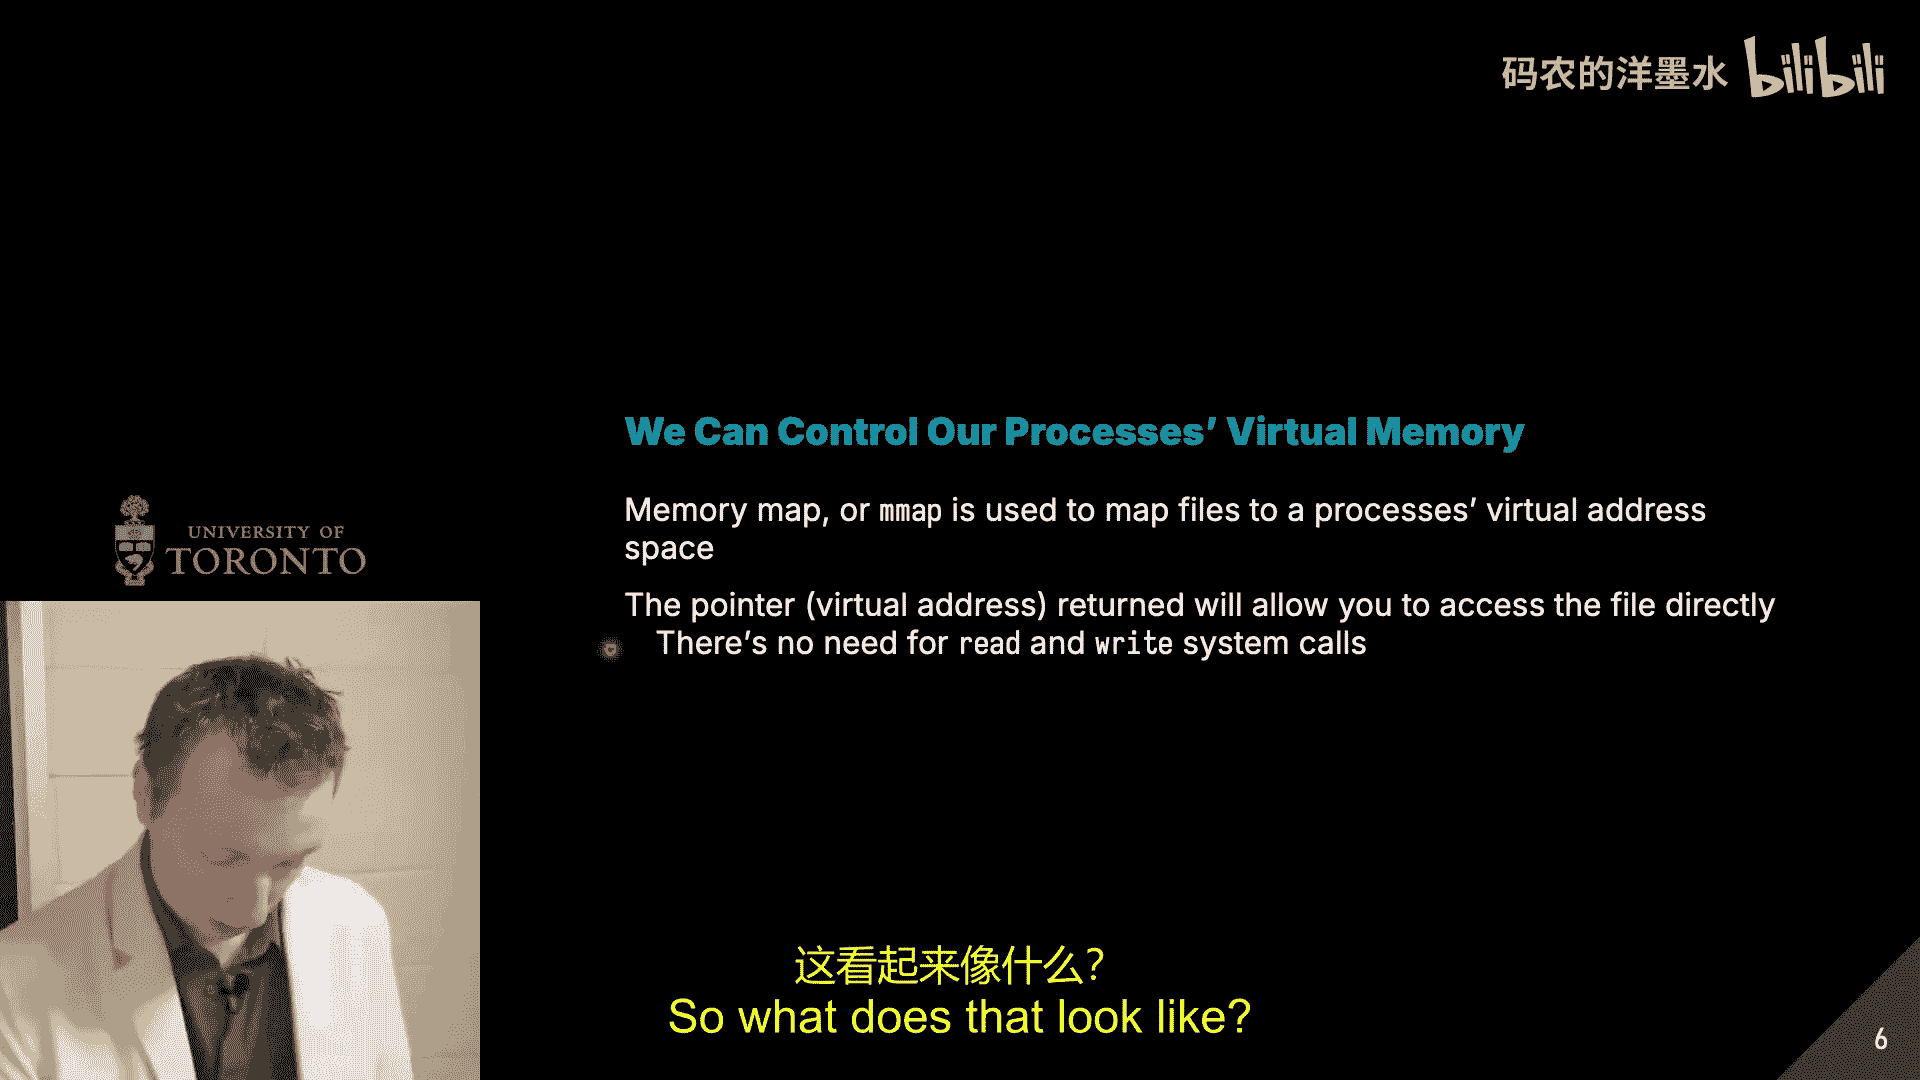 码农的洋墨水 bilibili
We Can Control Our Processes’ Virtual Memory
Memory map, or mmap is used to map files to a processes’ virtual address
space
The pointer (virtual address) returned will allow you to access the file directly
There’s no need for read and write system calls
UNIVERSITY OF
TORONTO
这看起来像什么？
So what does that look like?
6